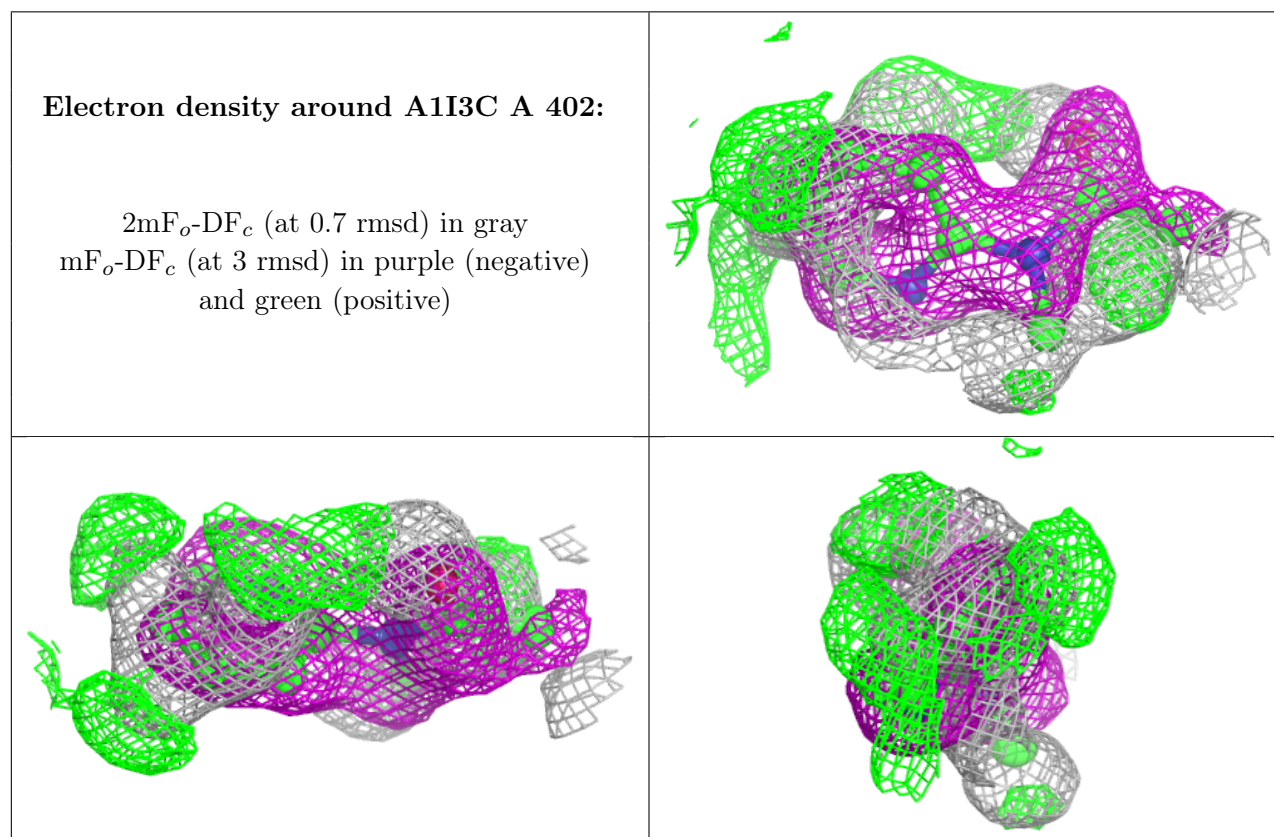 Electron density around A1I3C A 402:
2mFo-DFc (at 0.7 rmsd) in gray
mFo-DFc (at 3 rmsd) in purple (negative)
and green (positive)